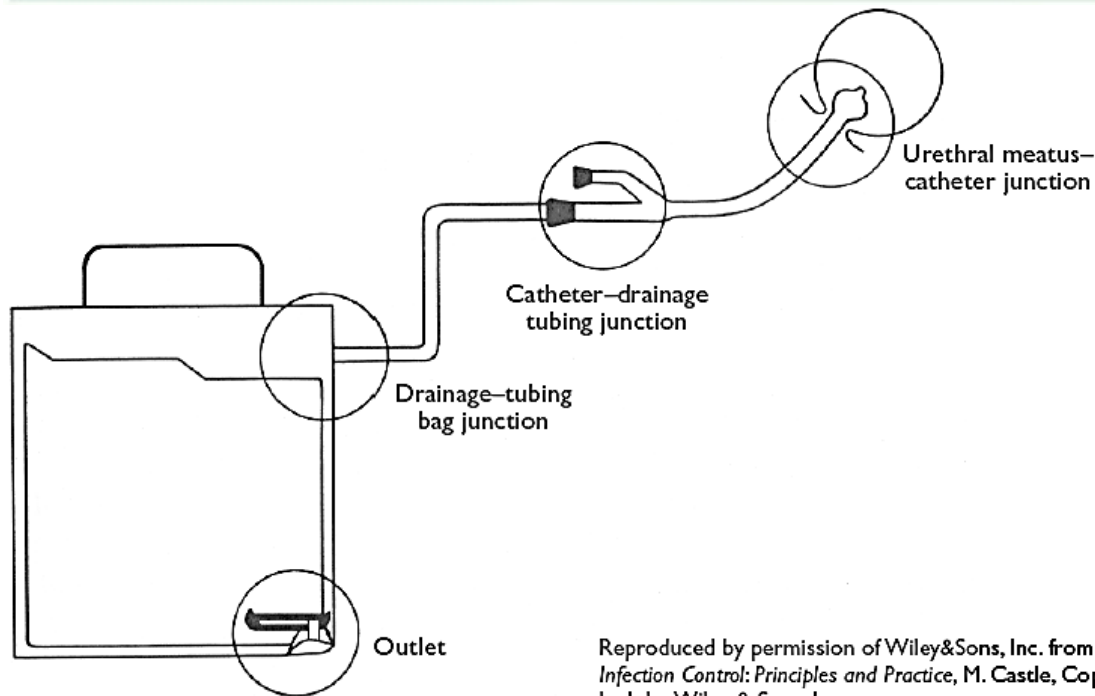 Urethral meatus–
catheter junction
Catheter–drainage
tubing junction
Drainage–tubing
bag junction
Outlet
Reproduced by permission of Wiley&Sons, Inc. from
Infection Control: Principles and Practice, M. Castle, Cop